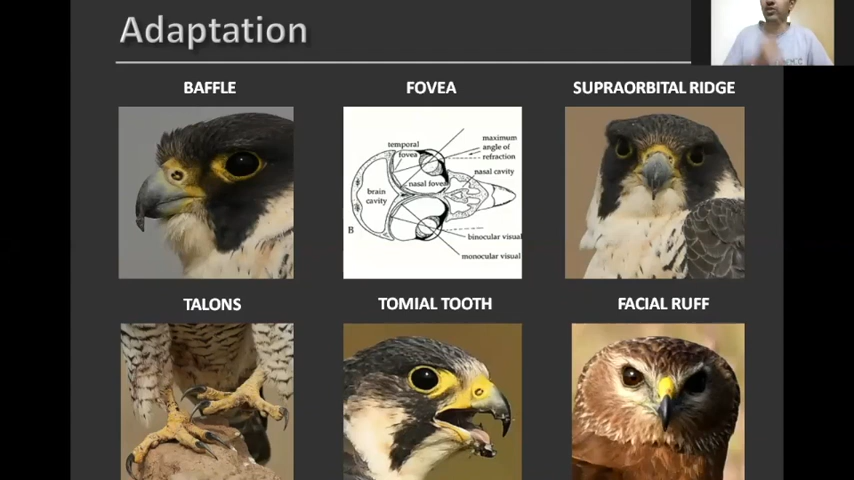 Adaptation
BAFFLE
FOVEA
SUPRAORBITAL RIDGE
temporal
fovea
maximum
angle of
refraction
nasal cavity
nasal fovea
brain
cavity
B
binocular visual
monocular visual
TALONS
TOMIAL TOOTH
FACIAL RUFF